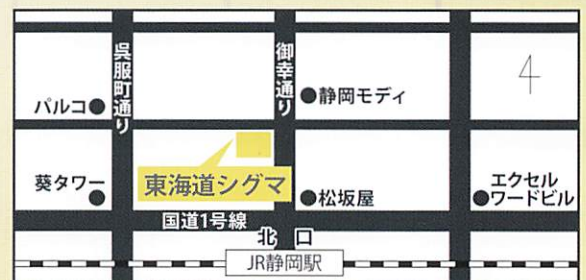 呉服町通り
御幸通り
4
パルコ
静岡モディ
葵タワー
東海道シグマ
松坂屋
エクセル
ワードビル
国道1号線
北 口
JR静岡駅